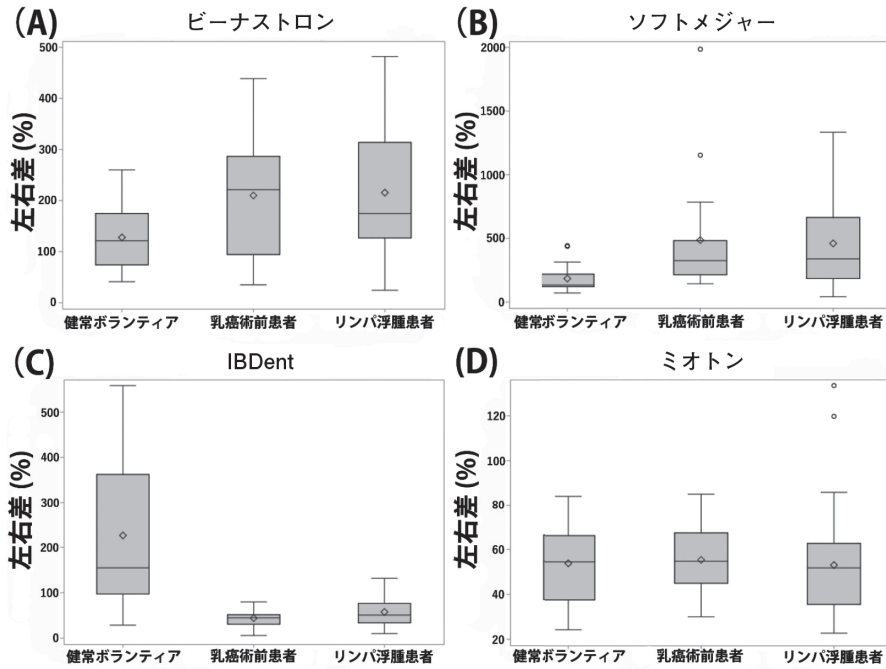 (A)
ビーナストロン
左右差 (%)
500
400
300
200
100
0
健常ボランティア
乳癌術前患者
リンパ浮腫患者
(B)
ソフトメジャー
左右差 (%)
2000
1500
1000
500
0
健常ボランティア
乳癌術前患者
リンパ浮腫患者
(C)
IBDent
左右差 (%)
500
400
300
200
100
0
健常ボランティア
乳癌術前患者
リンパ浮腫患者
(D)
ミオトン
左右差 (%)
120
100
80
60
40
20
健常ボランティア
乳癌術前患者
リンパ浮腫患者